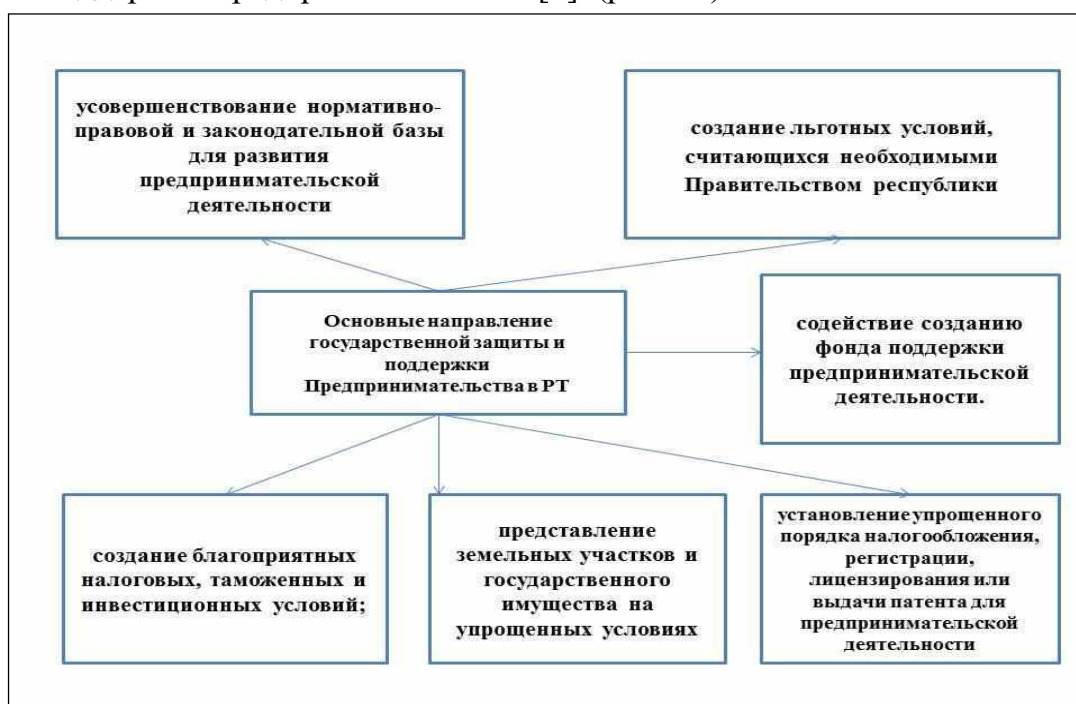 усовершенствование нормативно-
правовой и законодательной базы
для развития
предпринимательской
деятельности
создание льготных условий,
считающихся необходимыми
Правительством республики
Основные направление
государственной защиты и
поддержки
Предпринимательства в РТ
содействие созданию
фонда поддержки
предпринимательской
деятельности.
создание благоприятных
налоговых, таможенных и
инвестиционных условий;
представление
земельных участков и
государственного
имущества на
упрощенных условиях
установление упрощенного
порядка налогообложения,
регистрации,
лицензирования или
выдачи патента для
предпринимательской
деятельности